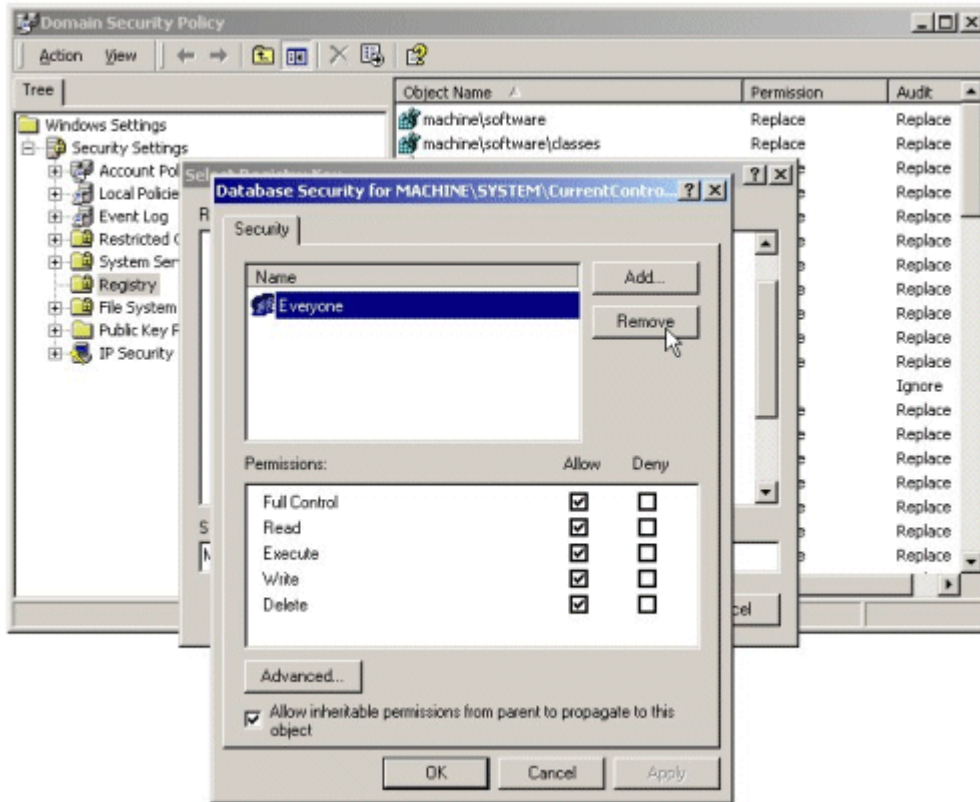 Domain Security Policy
Action View
Tree
Object Name Permission Audit
Windows Settings
machine\software Replace Replace
Security Settings
machine\software\classes Replace Replace
Account Pol
Local Policie
Event Log
Restricted
System Ser
Registry
File System
Public Key F
IP Security
Replace
Replace
Replace
Replace
Replace
Replace
Replace
Replace
Replace
Ignore
Replace
Replace
Replace
Replace
Replace
Replace
Replace
Select Registry Key
R
S
M
cel
Database Security for MACHINE\SYSTEM\CurrentContro...
Security
Name
Add...
Everyone
Remove
Permissions: Allow Deny
Full Control
Read
Execute
Write
Delete
Advanced...
Allow inheritable permissions from parent to propagate to this
object
OK Cancel Apply